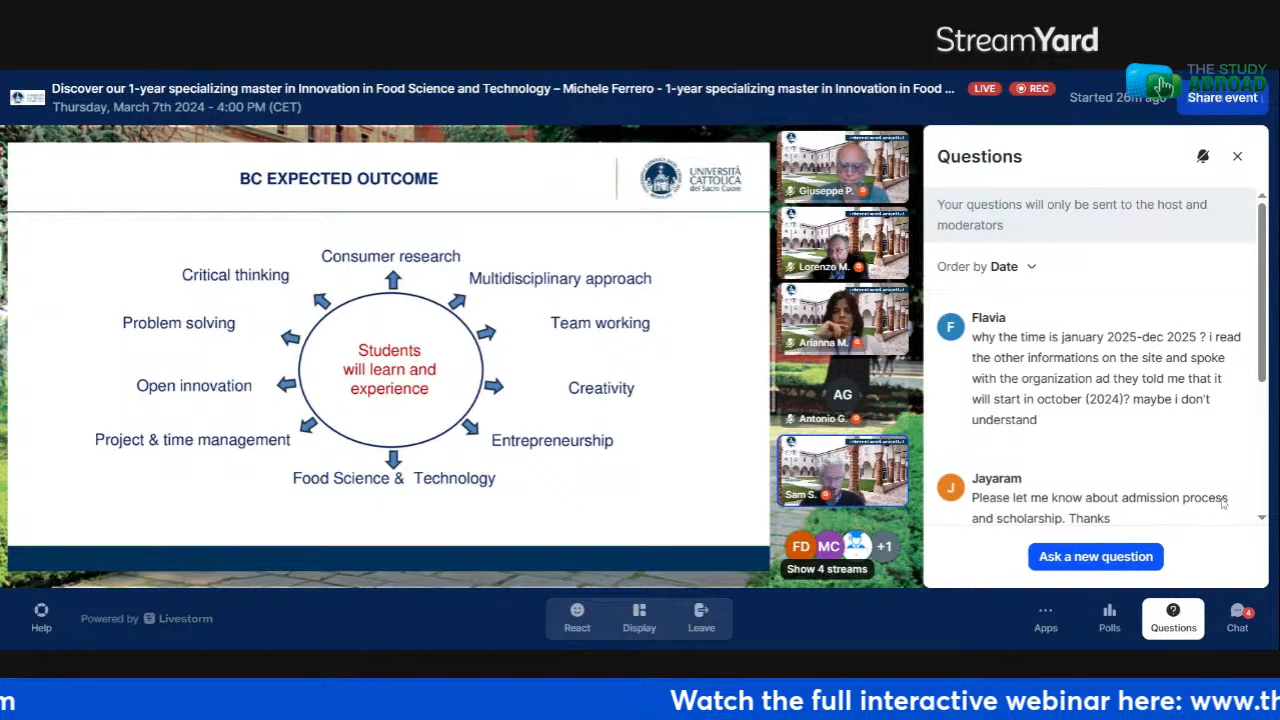 StreamYard
THE STUDY
ABROAD
Discover our 1-year specializing master in Innovation in Food Science and Technology – Michele Ferrero - 1-year specializing master in Innovation in Food ...
LIVE
REC
Thursday, March 7th 2024 - 4:00 PM (CET)
Started 26m ago
Share event
BC EXPECTED OUTCOME
UNIVERSITÀ
CATTOLICA
del Sacro Cuore
Consumer research
Critical thinking
Multidisciplinary approach
Problem solving
Team working
Students
will learn and
experience
Open innovation
Creativity
Project & time management
Entrepreneurship
Food Science & Technology
Giuseppe P.
Lorenzo M.
Arianna M.
AG
Antonio G.
Sam S.
FD
MC
+1
Show 4 streams
Questions
Your questions will only be sent to the host and
moderators
Order by Date
F
Flavia
why the time is january 2025-dec 2025 ? i read
the other informations on the site and spoke
with the organization ad they told me that it
will start in october (2024)? maybe i don't
understand
J
Jayaram
Please let me know about admission process
and scholarship. Thanks
Ask a new question
Help
Powered by Livestorm
React
Display
Leave
Apps
Polls
Questions
4
Chat
m
Watch the full interactive webinar here: www.th